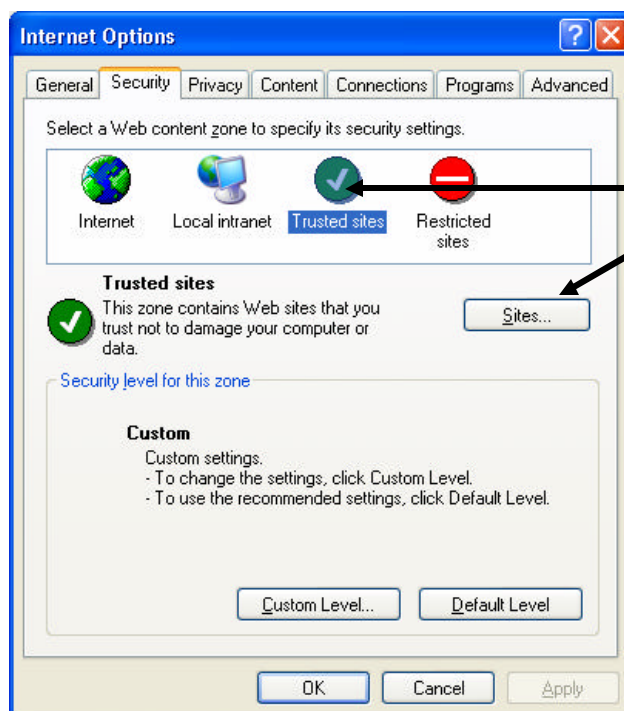 Internet Options
General Security Privacy Content Connections Programs Advanced
Select a Web content zone to specify its security settings.
Internet Local intranet Trusted sites Restricted
sites
Trusted sites
This zone contains Web sites that you
trust not to damage your computer or
data.
Sites...
Security level for this zone
Custom
Custom settings.
- To change the settings, click Custom Level.
- To use the recommended settings, click Default Level.
Custom Level... Default Level
OK Cancel Apply